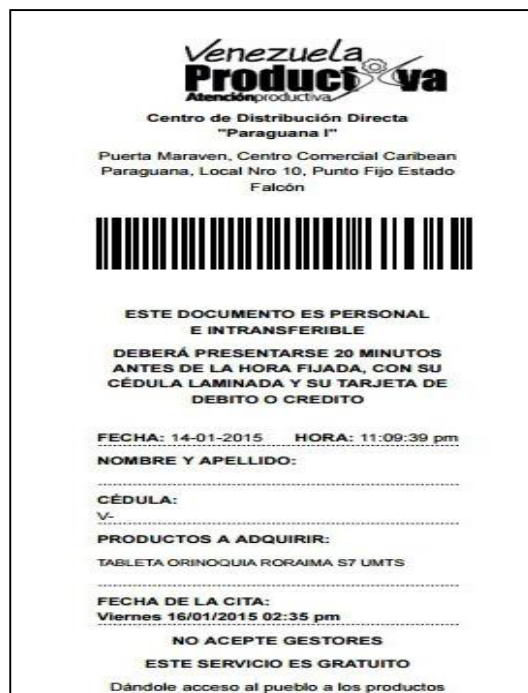 Venezuela
Productiva
Atenciónproductiva
Centro de Distribución Directa
"Paraguana I"
Puerta Maraven, Centro Comercial Caribean
Paraguana, Local Nro 10, Punto Fijo Estado
Falcón
ESTE DOCUMENTO ES PERSONAL
E INTRANSFERIBLE
DEBERÁ PRESENTARSE 20 MINUTOS
ANTES DE LA HORA FIJADA, CON SU
CÉDULA LAMINADA Y SU TARJETA DE
DEBITO O CREDITO
FECHA: 14-01-2015 HORA: 11:09:39 pm
NOMBRE Y APELLIDO:
CÉDULA:
V-
PRODUCTOS A ADQUIRIR:
TABLETA ORINOQUIA RORAIMA S7 UMTS
FECHA DE LA CITA:
Viernes 16/01/2015 02:35 pm
NO ACEPTE GESTORES
ESTE SERVICIO ES GRATUITO
Dándole acceso al pueblo a los productos